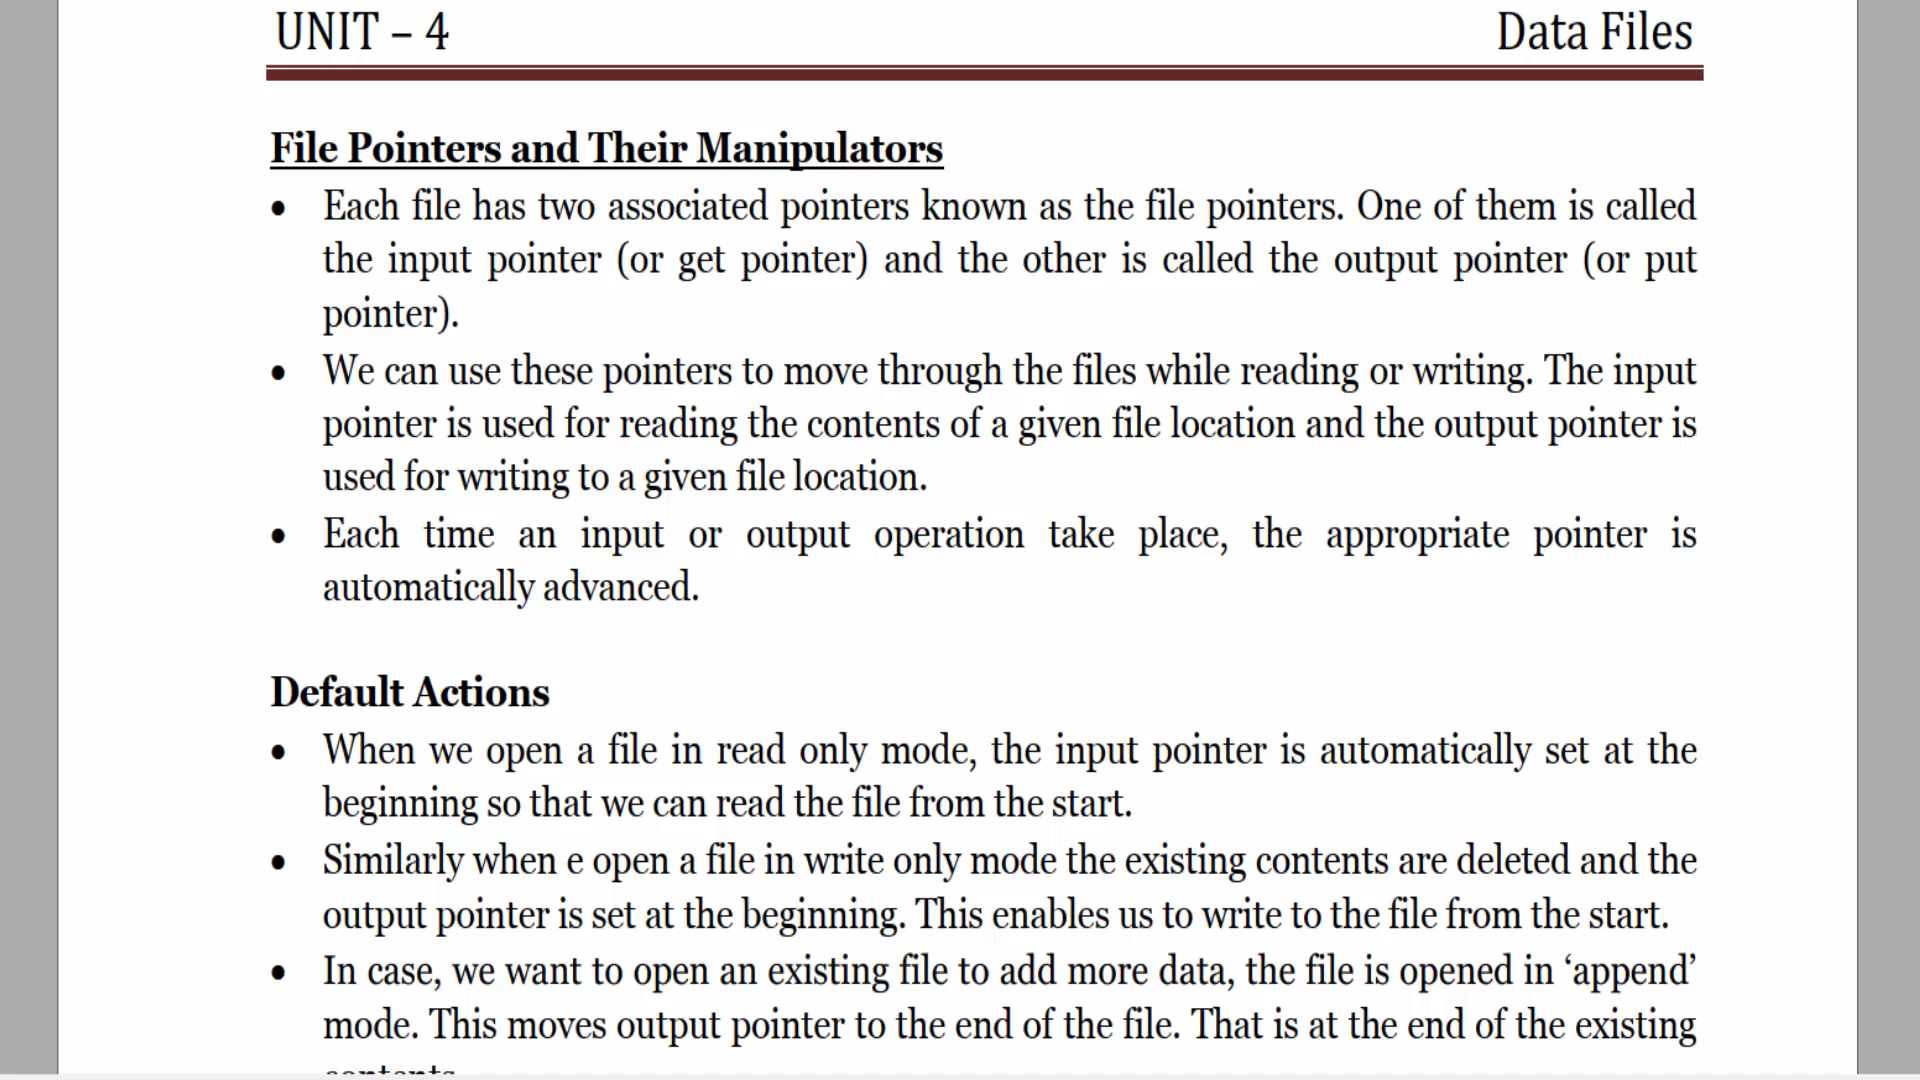 UNIT – 4 Data Files
File Pointers and Their Manipulators
• Each file has two associated pointers known as the file pointers. One of them is called
the input pointer (or get pointer) and the other is called the output pointer (or put
pointer).
• We can use these pointers to move through the files while reading or writing. The input
pointer is used for reading the contents of a given file location and the output pointer is
used for writing to a given file location.
• Each time an input or output operation take place, the appropriate pointer is
automatically advanced.
Default Actions
• When we open a file in read only mode, the input pointer is automatically set at the
beginning so that we can read the file from the start.
• Similarly when e open a file in write only mode the existing contents are deleted and the
output pointer is set at the beginning. This enables us to write to the file from the start.
• In case, we want to open an existing file to add more data, the file is opened in ‘append’
mode. This moves output pointer to the end of the file. That is at the end of the existing